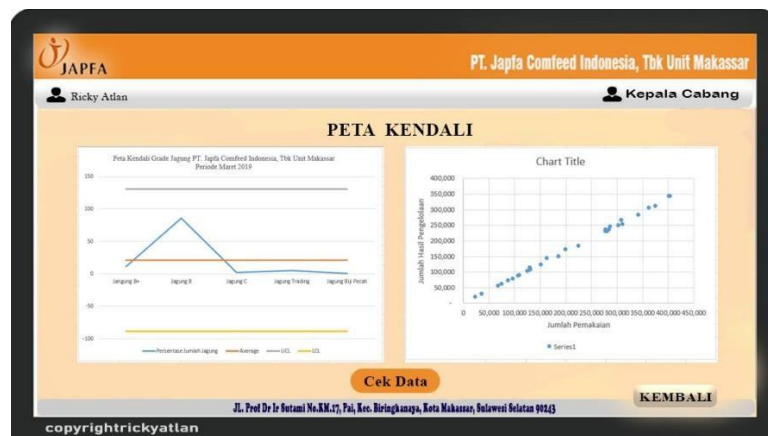 JAPFA
PT. Japfa Comfeed Indonesia, Tbk Unit Makassar
Ricky Atlan
Kepala Cabang
PETA KENDALI
Peta Kendali Grade Jagung PT. Japfa Comfeed Indonesia, Tbk Unit Makassar
Periode Maret 2019
150
100
50
0
-50
-100
Jangung B+ Jagung B Jagung C Jagung Trading Jagung Biji Pecah
Persentase Jumlah Jagung Average UCL LCL
Chart Title
Jumlah Hasil Pengelolaan
400,000
350,000
300,000
250,000
200,000
150,000
100,000
50,000
-
0 50,000 100,000 150,000 200,000 250,000 300,000 350,000 400,000 450,000
Jumlah Pemakaian
Series1
Cek Data
KEMBALI
JL. Prof Dr Ir Sutami No.KM.17, Pai, Kec. Biringkanaya, Kota Makassar, Sulawesi Selatan 90243
copyrightrickyatlan